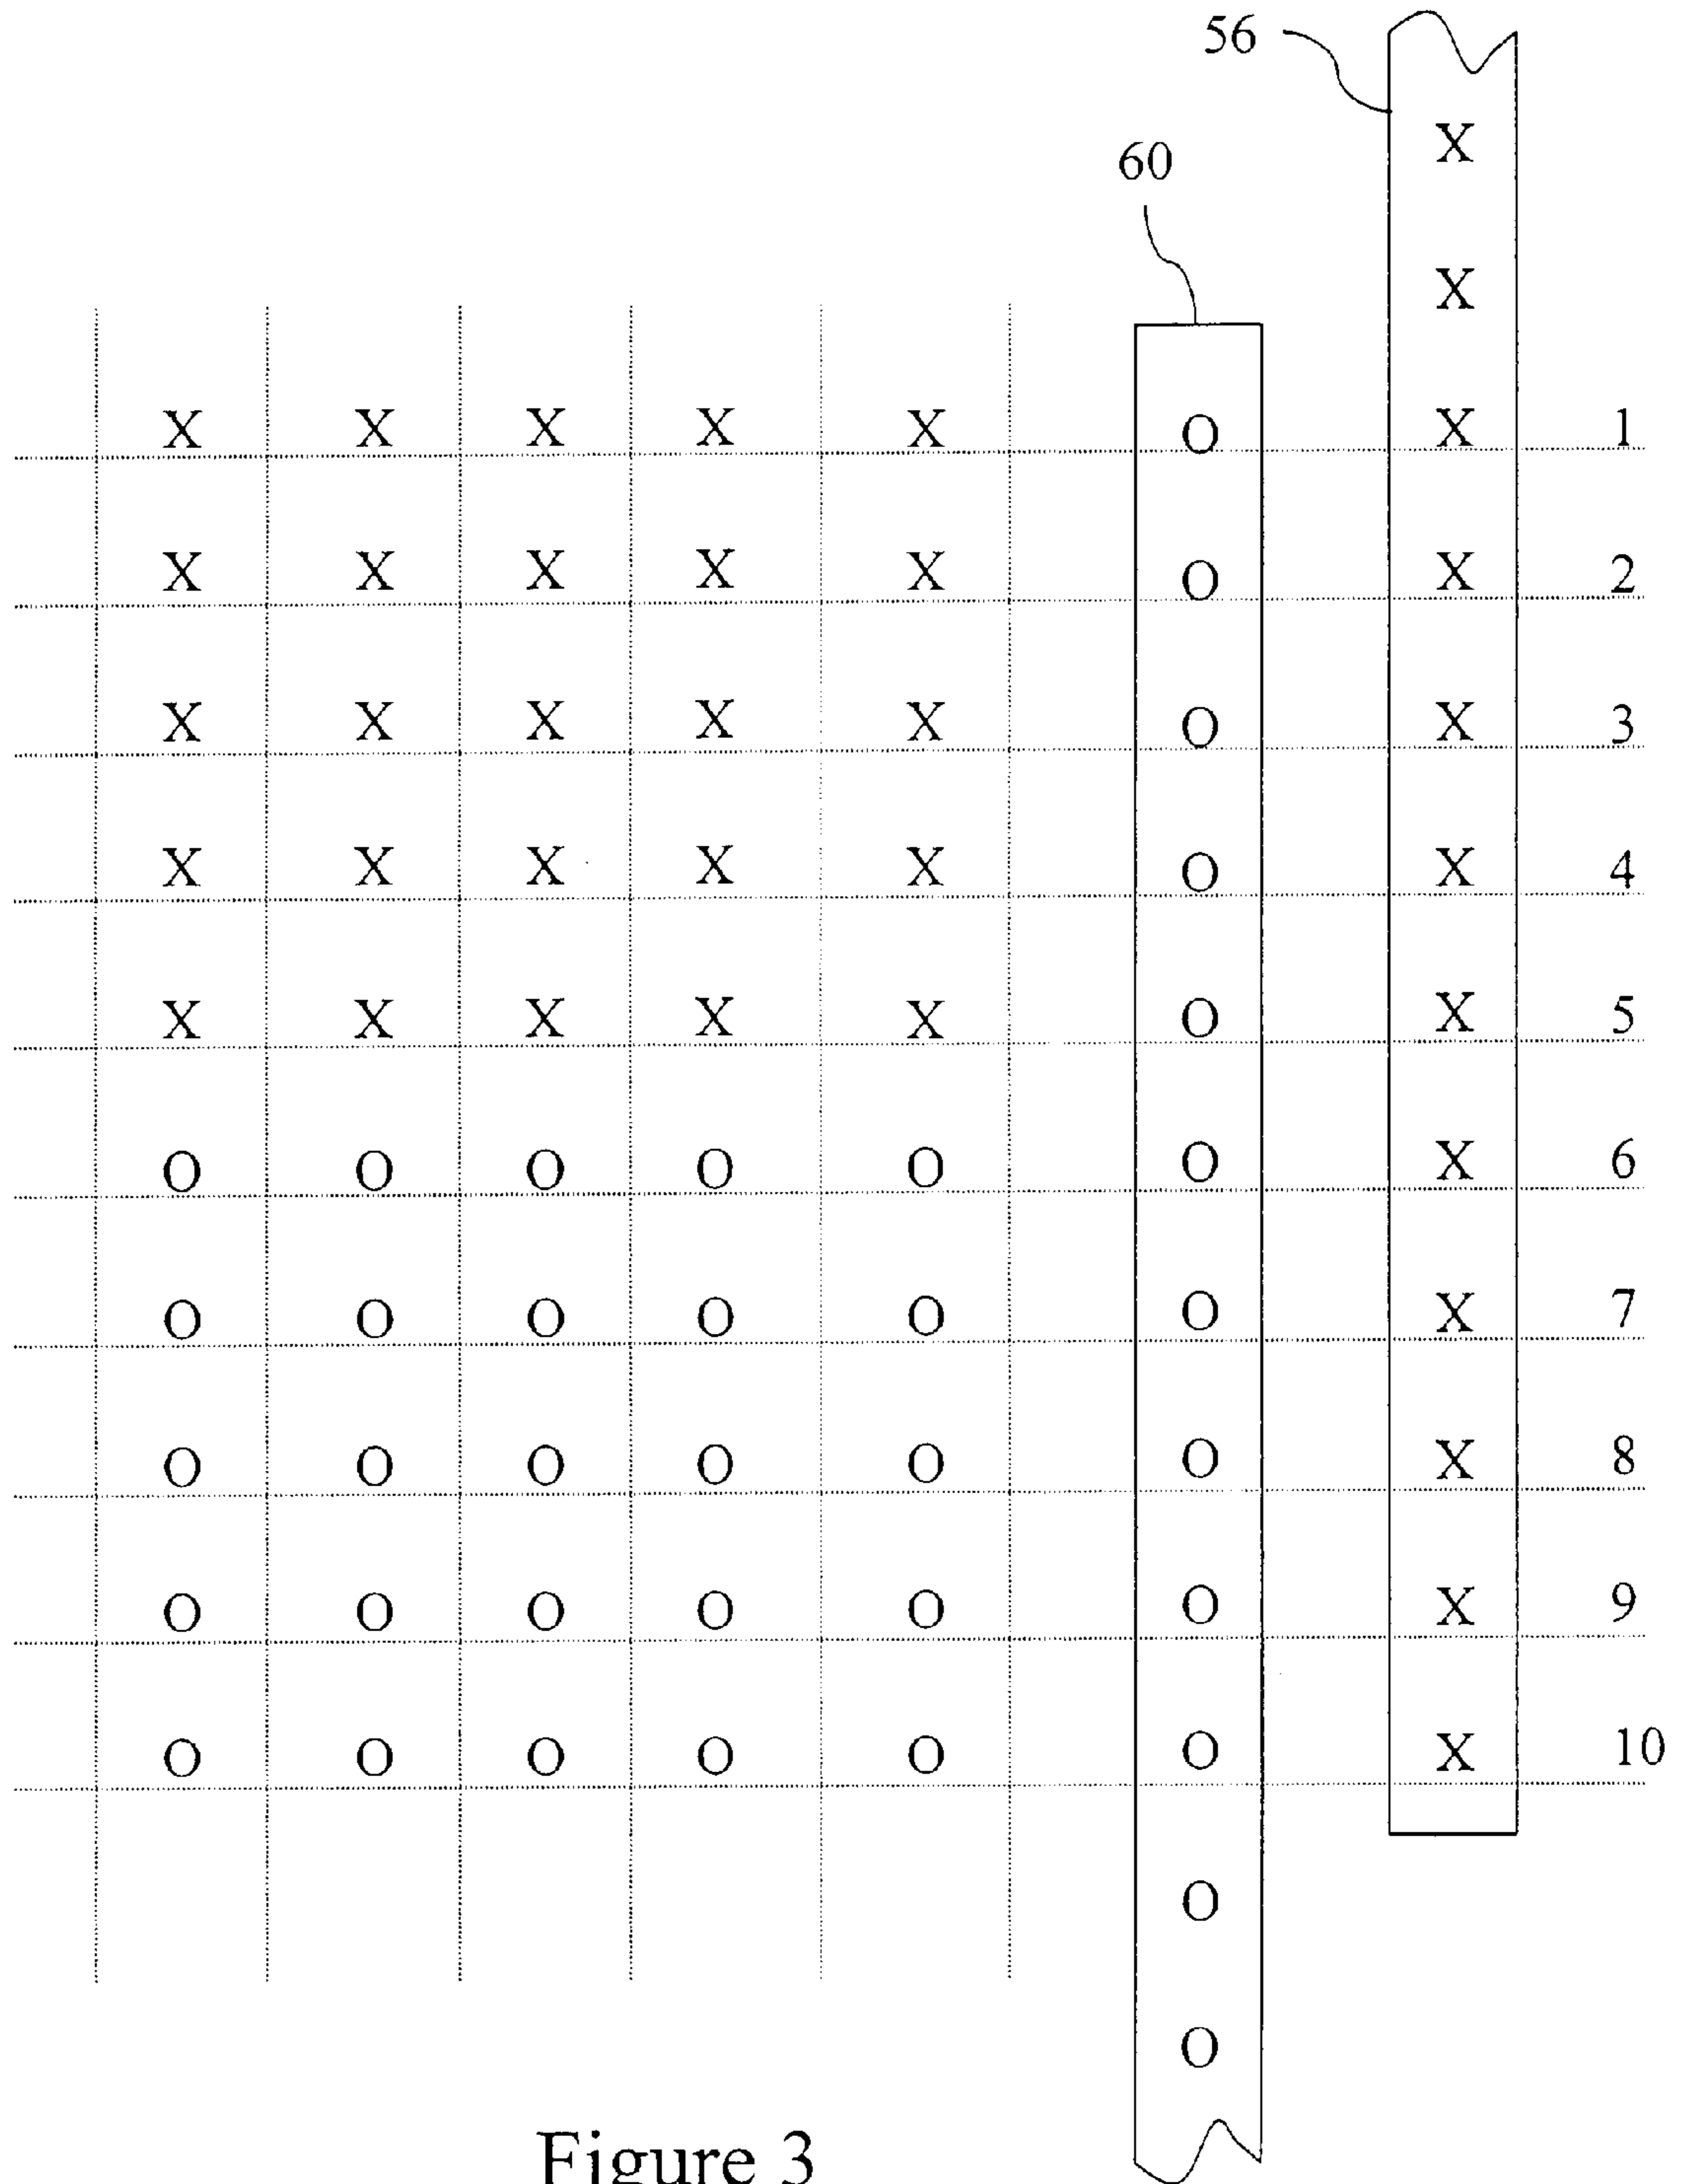 56
X
60
X
X X X X X O X 1
X X X X X O X 2
X X X X X O X 3
X X X X X O X 4
X X X X X O X 5
O O O O O O X 6
O O O O O O X 7
O O O O O O X 8
O O O O O O X 9
O O O O O O X 10
O
O
Figure 3